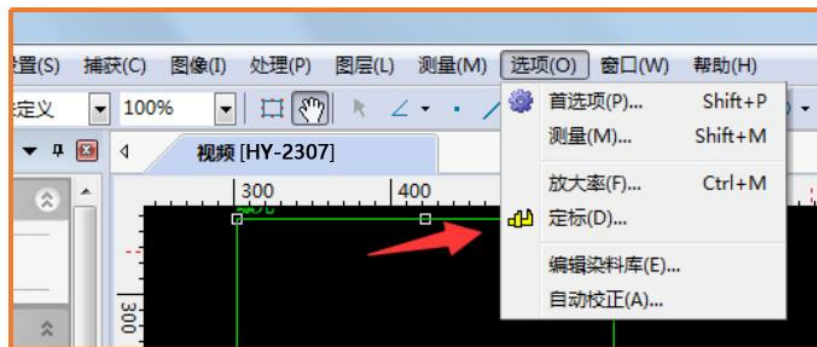 置(S) 捕获(C) 图像(I) 处理(P) 图层(L) 测量(M) 选项(O) 窗口(W) 帮助(H)
定义 100%
首选项(P)... Shift+P
测量(M)... Shift+M
视频 [HY-2307]
放大率(F)... Ctrl+M
300 400
定标(D)...
编辑染料库(E)...
自动校正(A)...
300